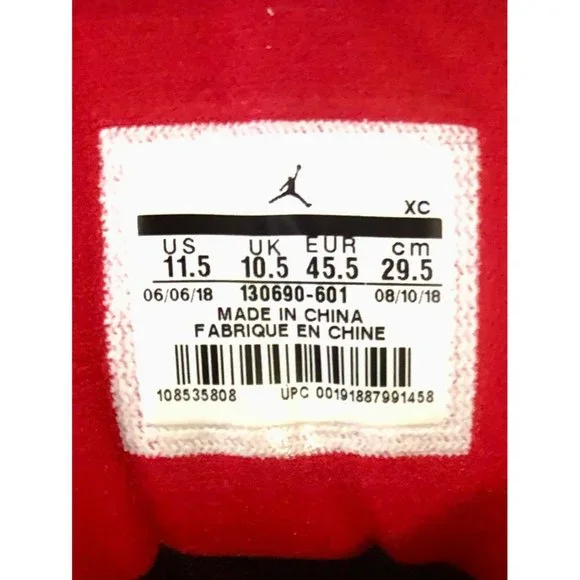 XC
US UK EUR cm
11.5 10.5 45.5 29.5
06/06/18 130690-601 08/10/18
MADE IN CHINA
FABRIQUE EN CHINE
108535808 UPC 00191887991458